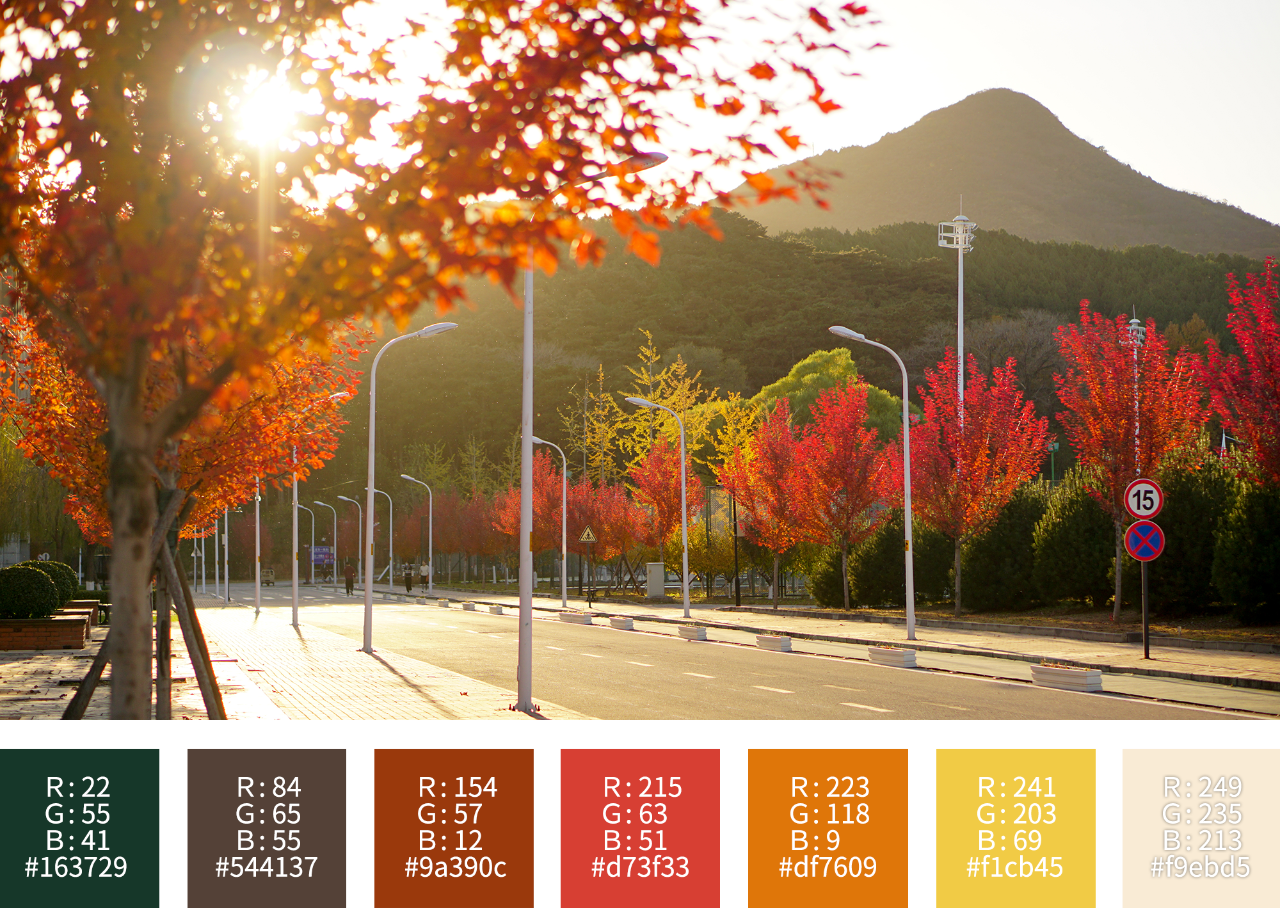 15
R : 22
G : 55
B : 41
#163729
R : 84
G : 65
B : 55
#544137
R : 154
G : 57
B : 12
#9a390c
R : 215
G : 63
B : 51
#d73f33
R : 223
G : 118
B : 9
#df7609
R : 241
G : 203
B : 69
#f1cb45
R : 249
G : 235
B : 213
#f9ebd5